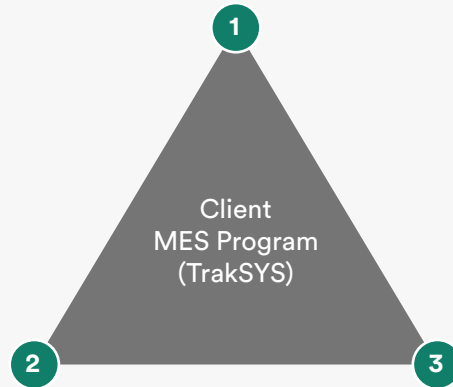 1
Client
MES Program
(TrakSYS)
2
3